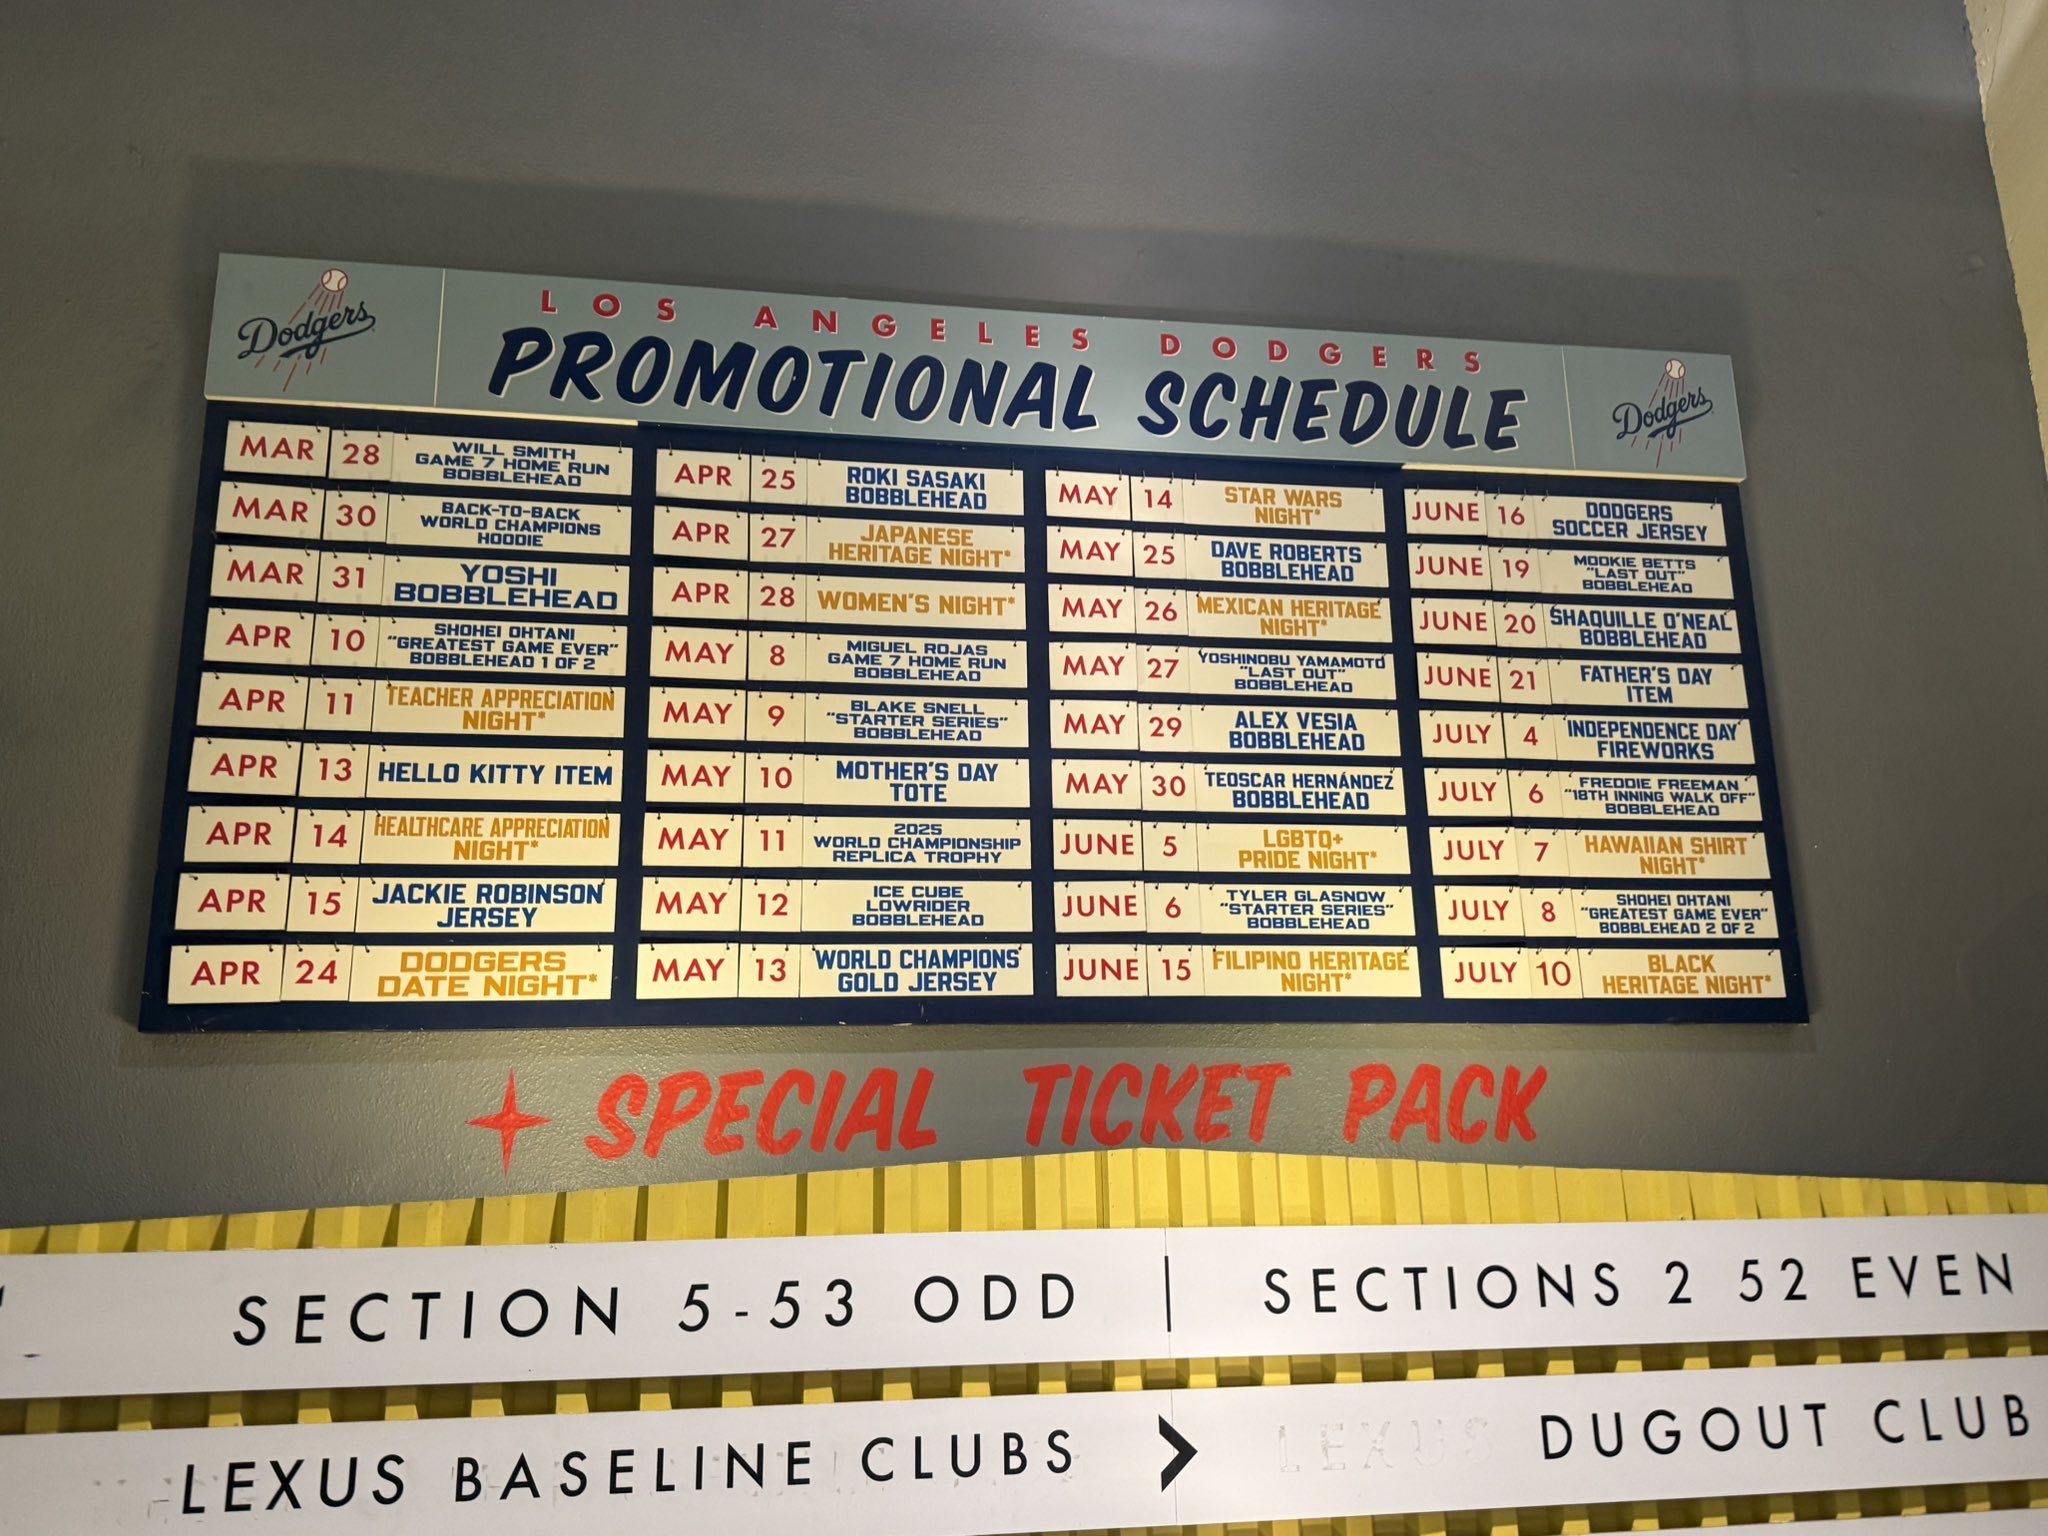 Dodgers
LOS ANGELES DODGERS
PROMOTIONAL SCHEDULE
Dodgers
MAR 28 WILL SMITH
GAME 7 HOME RUN
BOBBLEHEAD
MAR 30 BACK-TO-BACK
WORLD CHAMPIONS
HOODIE
MAR 31 YOSHI
BOBBLEHEAD
APR 10 SHOHEI OHTANI
"GREATEST GAME EVER"
BOBBLEHEAD 1 OF 2
APR 11 TEACHER APPRECIATION
NIGHT*
APR 13 HELLO KITTY ITEM
APR 14 HEALTHCARE APPRECIATION
NIGHT*
APR 15 JACKIE ROBINSON
JERSEY
APR 24 DODGERS
DATE NIGHT*
APR 25 ROKI SASAKI
BOBBLEHEAD
APR 27 JAPANESE
HERITAGE NIGHT*
APR 28 WOMEN'S NIGHT*
MAY 8 MIGUEL ROJAS
GAME 7 HOME RUN
BOBBLEHEAD
MAY 9 BLAKE SNELL
"STARTER SERIES"
BOBBLEHEAD
MAY 10 MOTHER'S DAY
TOTE
MAY 11 2025
WORLD CHAMPIONSHIP
REPLICA TROPHY
MAY 12 ICE CUBE
LOWRIDER
BOBBLEHEAD
MAY 13 WORLD CHAMPIONS
GOLD JERSEY
MAY 14 STAR WARS
NIGHT*
MAY 25 DAVE ROBERTS
BOBBLEHEAD
MAY 26 MEXICAN HERITAGE
NIGHT*
MAY 27 YOSHINOBU YAMAMOTO
"LAST OUT"
BOBBLEHEAD
MAY 29 ALEX VESIA
BOBBLEHEAD
MAY 30 TEOSCAR HERNÁNDEZ
BOBBLEHEAD
JUNE 5 LGBTQ+
PRIDE NIGHT*
JUNE 6 TYLER GLASNOW
"STARTER SERIES"
BOBBLEHEAD
JUNE 15 FILIPINO HERITAGE
NIGHT*
JUNE 16 DODGERS
SOCCER JERSEY
JUNE 19 MOOKIE BETTS
"LAST OUT"
BOBBLEHEAD
JUNE 20 SHAQUILLE O'NEAL
BOBBLEHEAD
JUNE 21 FATHER'S DAY
ITEM
JULY 4 INDEPENDENCE DAY
FIREWORKS
JULY 6 FREDDIE FREEMAN
"18TH INNING WALK OFF"
BOBBLEHEAD
JULY 7 HAWAIIAN SHIRT
NIGHT*
JULY 8 SHOHEI OHTANI
"GREATEST GAME EVER"
BOBBLEHEAD 2 OF 2
JULY 10 BLACK
HERITAGE NIGHT*
SPECIAL TICKET PACK
SECTION 5-53 ODD | SECTIONS 2 52 EVEN
LEXUS BASELINE CLUBS > LEXUS DUGOUT CLUB